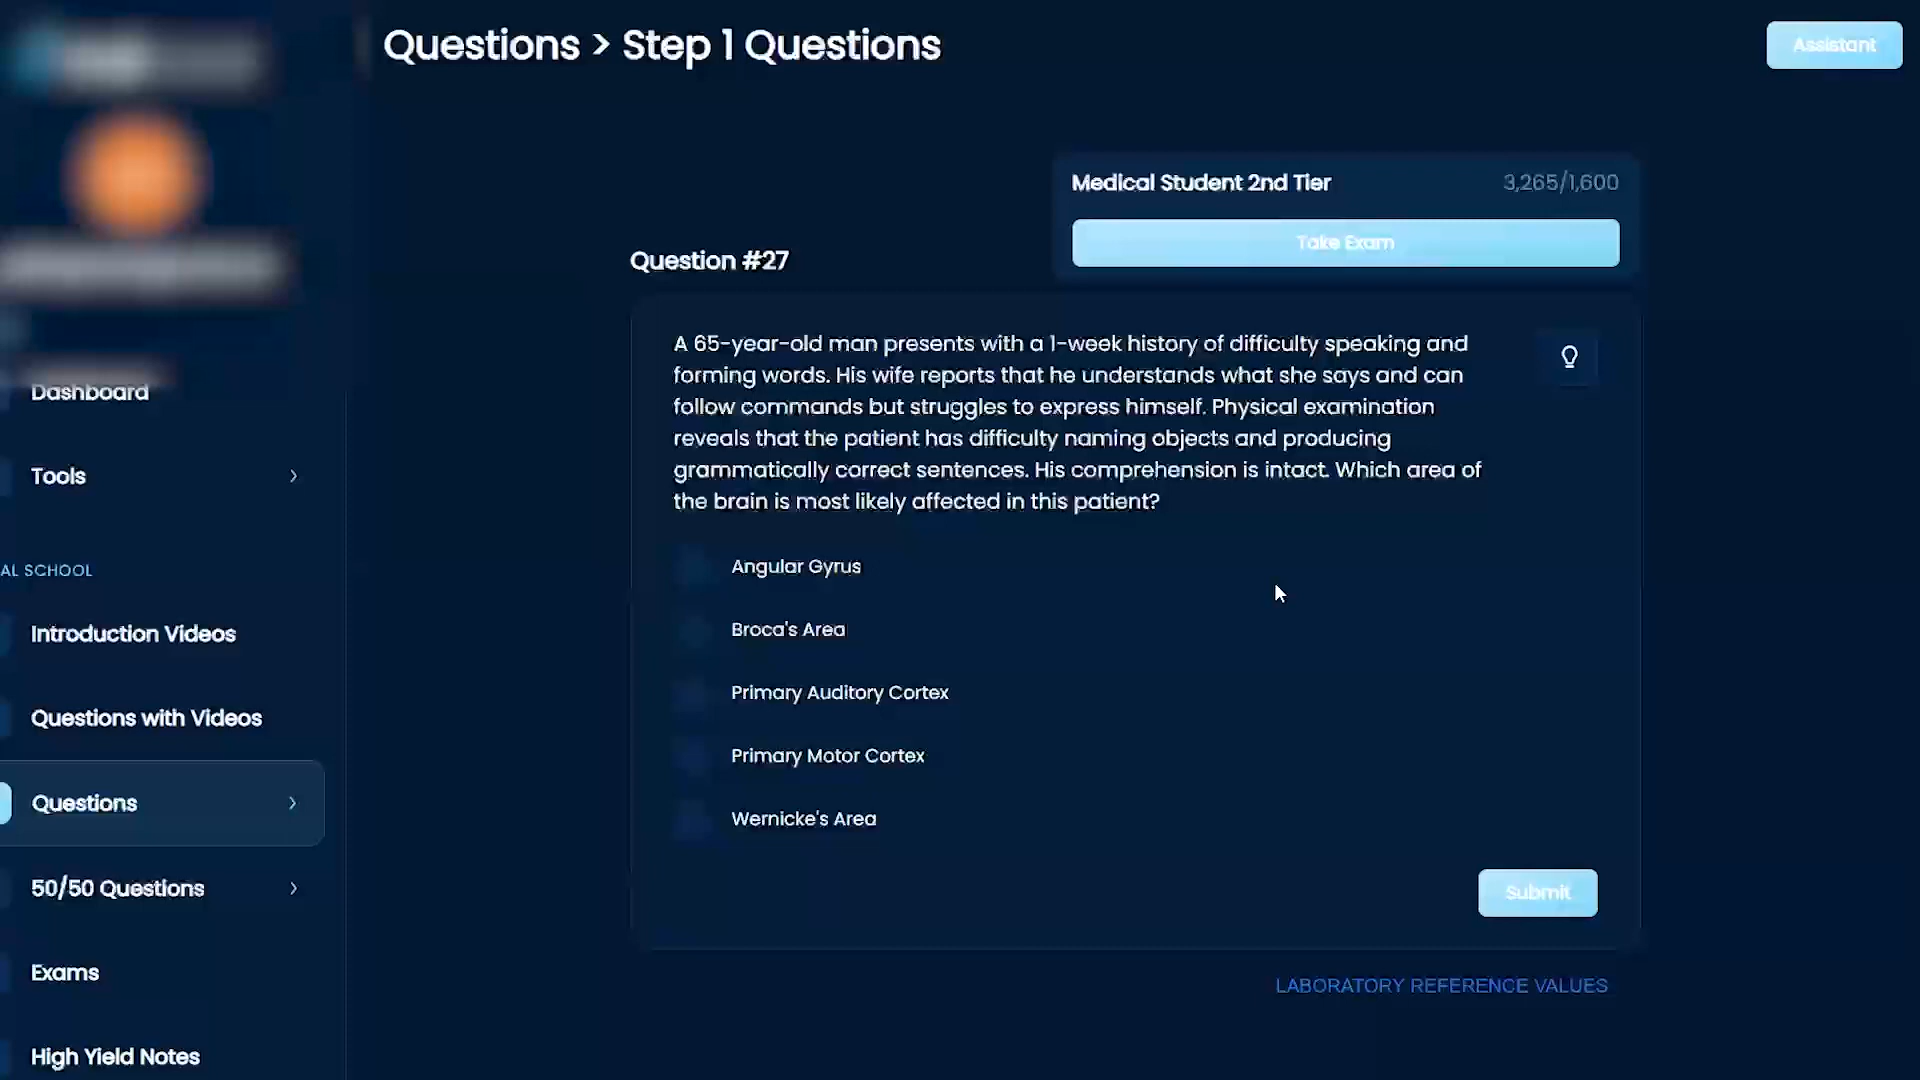 Questions > Step 1 Questions
Assistant
Medical Student 2nd Tier
3,265/1,600
Take Exam
Question #27
A 65-year-old man presents with a 1-week history of difficulty speaking and
forming words. His wife reports that he understands what she says and can
follow commands but struggles to express himself. Physical examination
reveals that the patient has difficulty naming objects and producing
grammatically correct sentences. His comprehension is intact. Which area of
the brain is most likely affected in this patient?
Angular Gyrus
Broca's Area
Primary Auditory Cortex
Primary Motor Cortex
Wernicke's Area
Submit
LABORATORY REFERENCE VALUES
Dashboard
Tools
AL SCHOOL
Introduction Videos
Questions with Videos
Questions
50/50 Questions
Exams
High Yield Notes